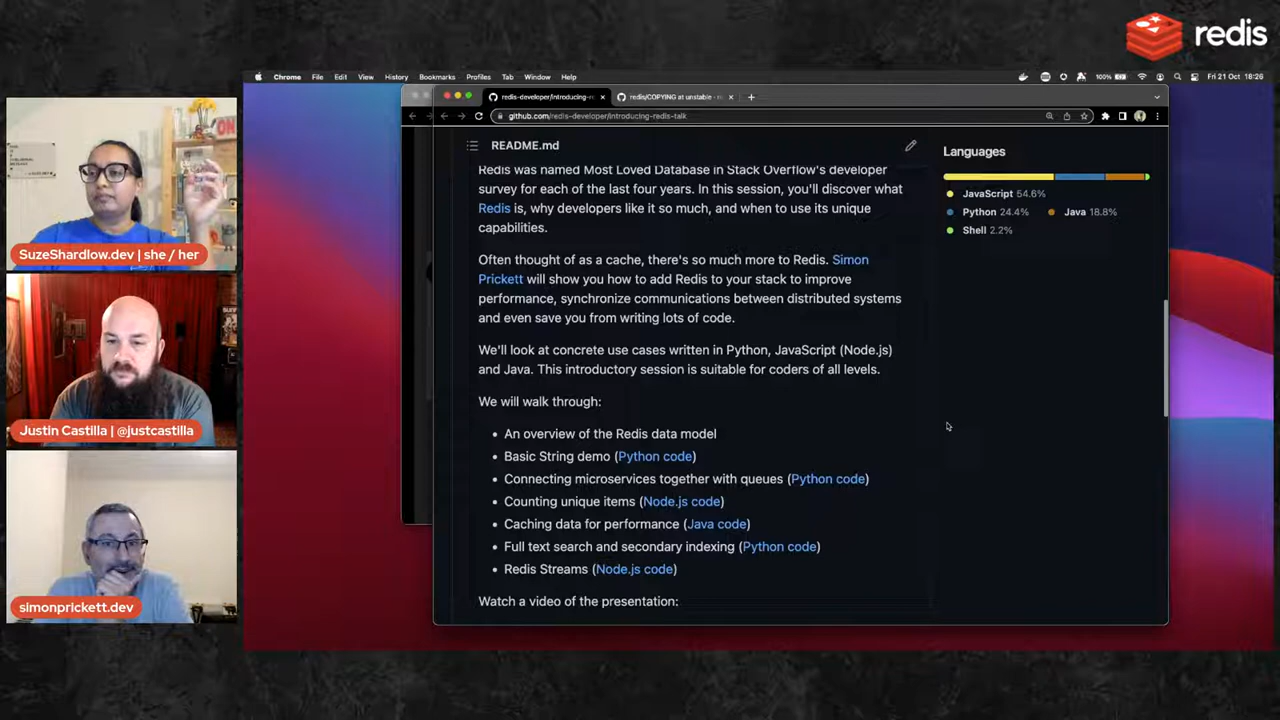 redis
Chrome File Edit View History Bookmarks Profiles Tab Window Help
100% Fri 21 Oct 18:26
redis-developer/introducing-r
redis/COPYING at unstable · r
github.com/redis-developer/introducing-redis-talk
README.md
Redis was named Most Loved Database in Stack Overflow's developer
survey for each of the last four years. In this session, you'll discover what
Redis is, why developers like it so much, and when to use its unique
capabilities.
Often thought of as a cache, there's so much more to Redis. Simon
Prickett will show you how to add Redis to your stack to improve
performance, synchronize communications between distributed systems
and even save you from writing lots of code.
We'll look at concrete use cases written in Python, JavaScript (Node.js)
and Java. This introductory session is suitable for coders of all levels.
We will walk through:
• An overview of the Redis data model
• Basic String demo (Python code)
• Connecting microservices together with queues (Python code)
• Counting unique items (Node.js code)
• Caching data for performance (Java code)
• Full text search and secondary indexing (Python code)
• Redis Streams (Node.js code)
Watch a video of the presentation:
Languages
JavaScript 54.6%
Python 24.4% Java 18.8%
Shell 2.2%
SuzeShardlow.dev | she / her
Justin Castilla | @justcastilla
simonprickett.dev